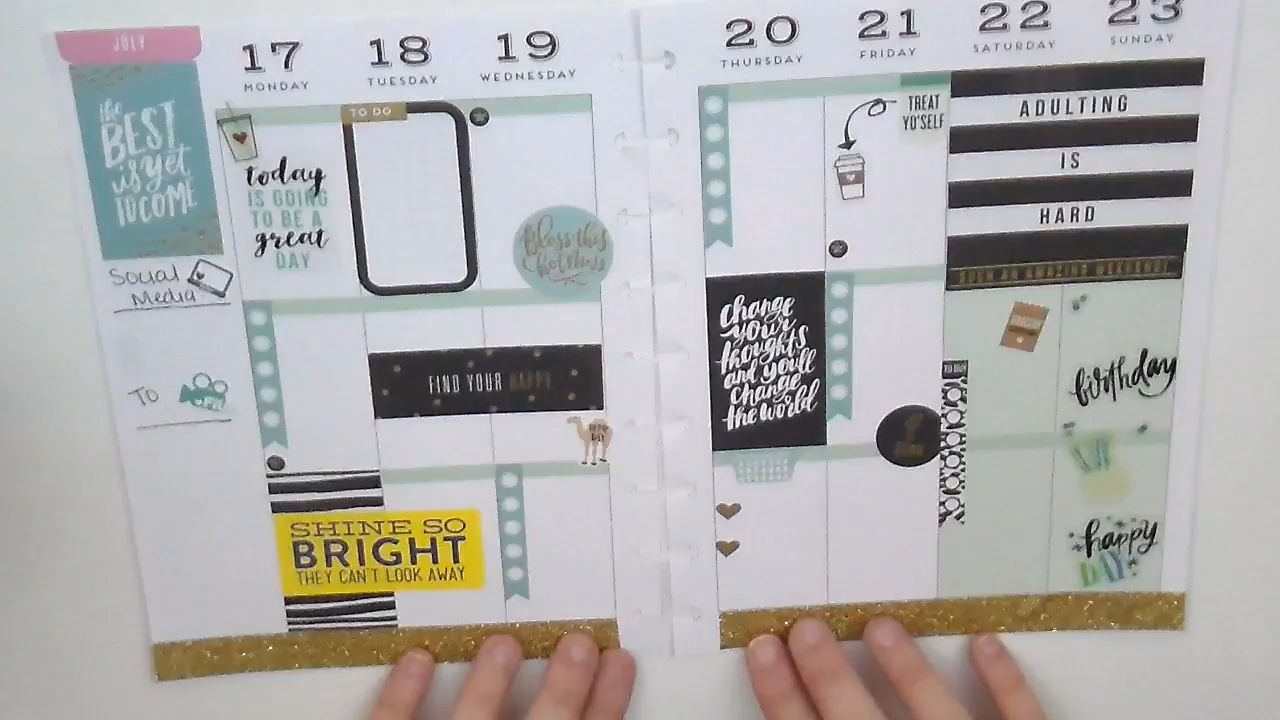 JULY
17
MONDAY
18
TUESDAY
19
WEDNESDAY
20
THURSDAY
21
FRIDAY
22
SATURDAY
23
SUNDAY
the
BEST
is yet
TO COME
Social
Media
TO
today
IS GOING
TO BE A
great
DAY
TO DO
bless this
hot mess
FIND YOUR HAPPY
SHINE SO
BRIGHT
THEY CAN'T LOOK AWAY
TREAT
YO'SELF
change
your
thoughts
and you'll
change
the world
ADULTING
IS
HARD
TO DO
birthday
happy
DAY